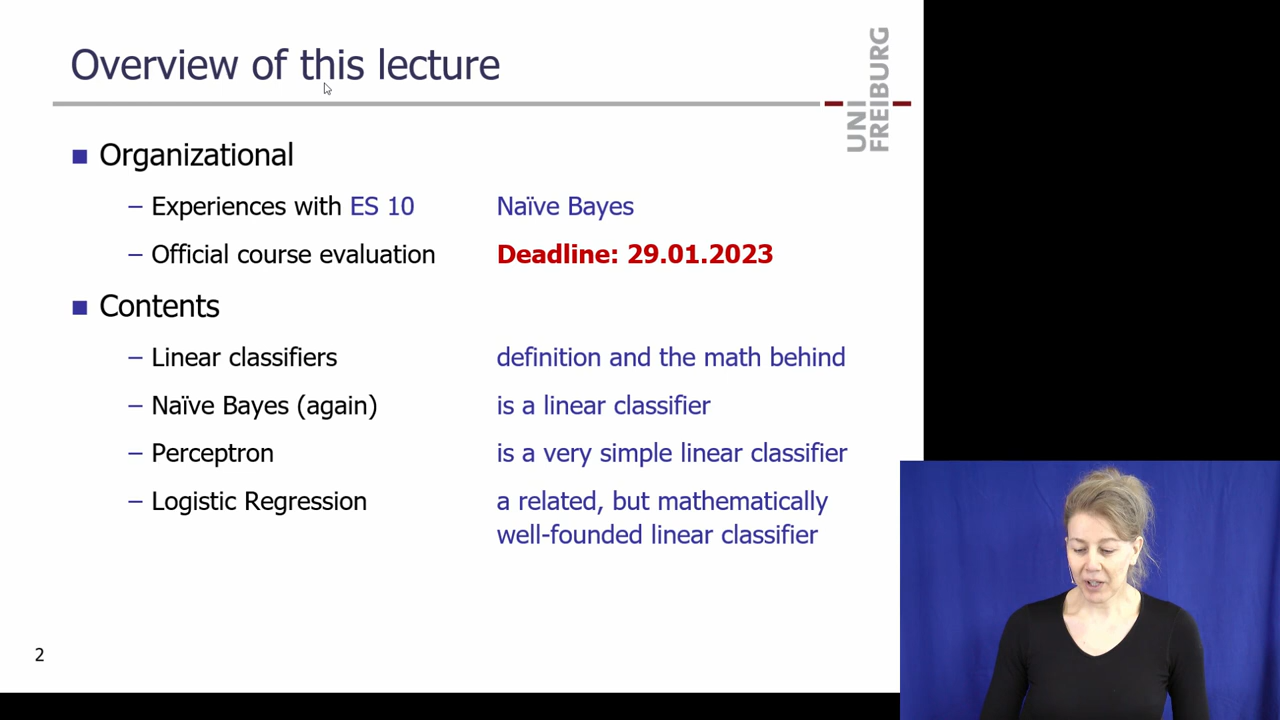 Overview of this lecture
UNI
FREIBURG
■ Organizational
– Experiences with ES 10 Naïve Bayes
– Official course evaluation Deadline: 29.01.2023
■ Contents
– Linear classifiers definition and the math behind
– Naïve Bayes (again) is a linear classifier
– Perceptron is a very simple linear classifier
– Logistic Regression a related, but mathematically
well-founded linear classifier
2